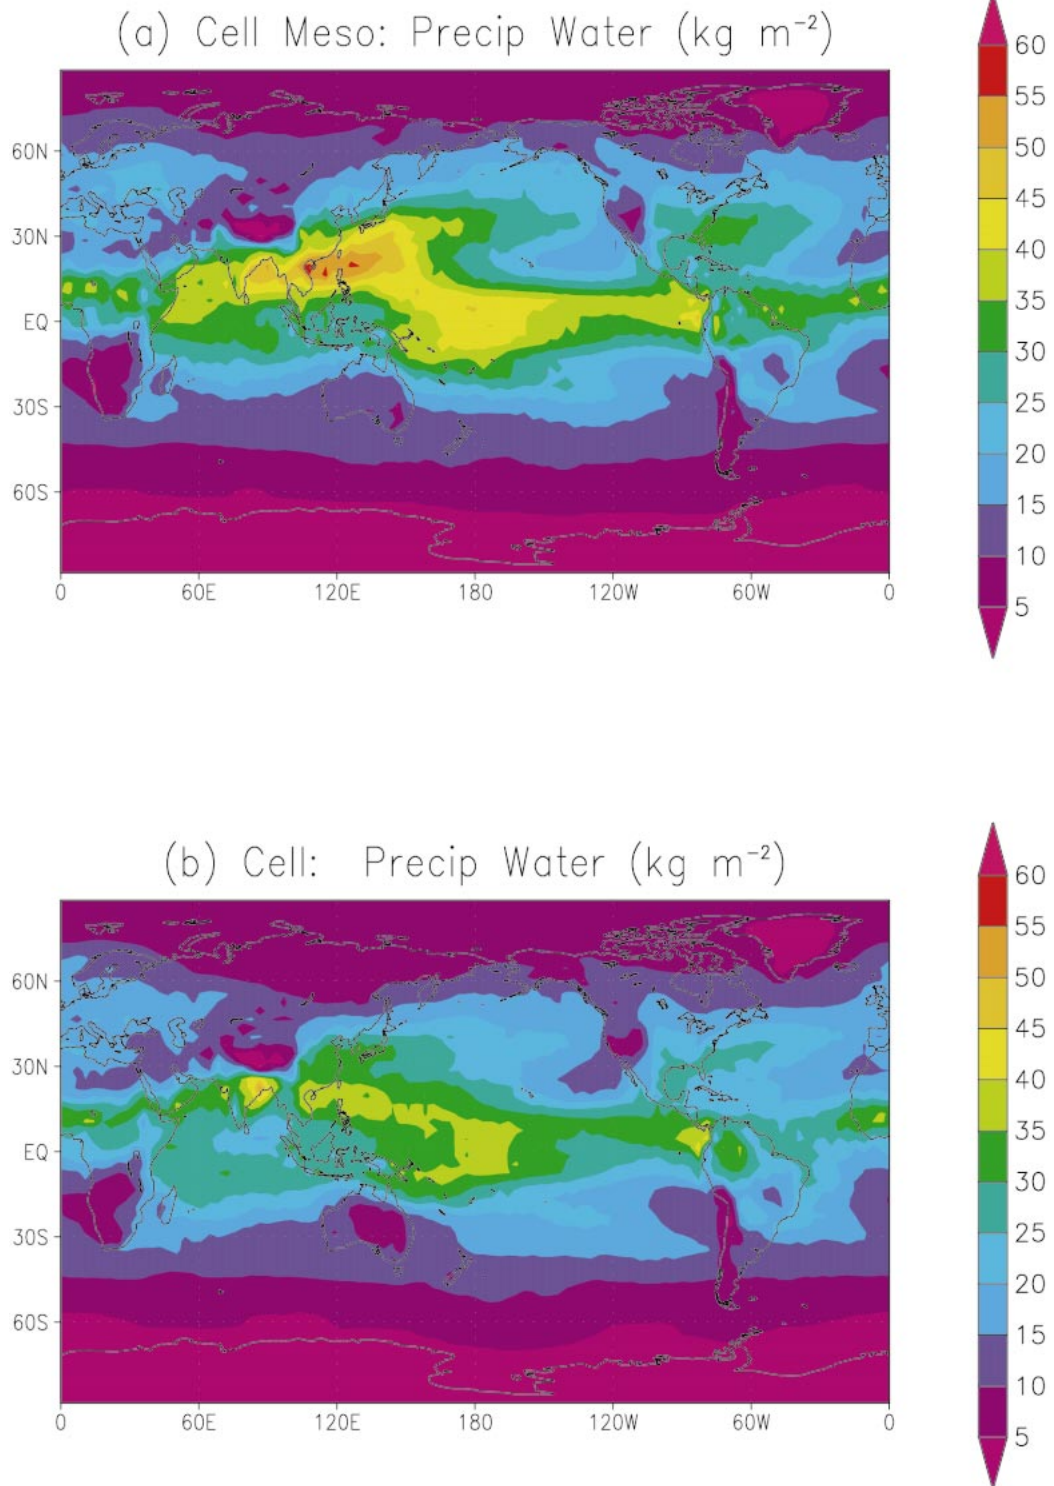 (a) Cell Meso: Precip Water (kg m⁻²)
60
55
50
45
40
35
30
25
20
15
10
5
60N
30N
EQ
30S
60S
0 60E 120E 180 120W 60W 0
(b) Cell: Precip Water (kg m⁻²)
60
55
50
45
40
35
30
25
20
15
10
5
60N
30N
EQ
30S
60S
0 60E 120E 180 120W 60W 0